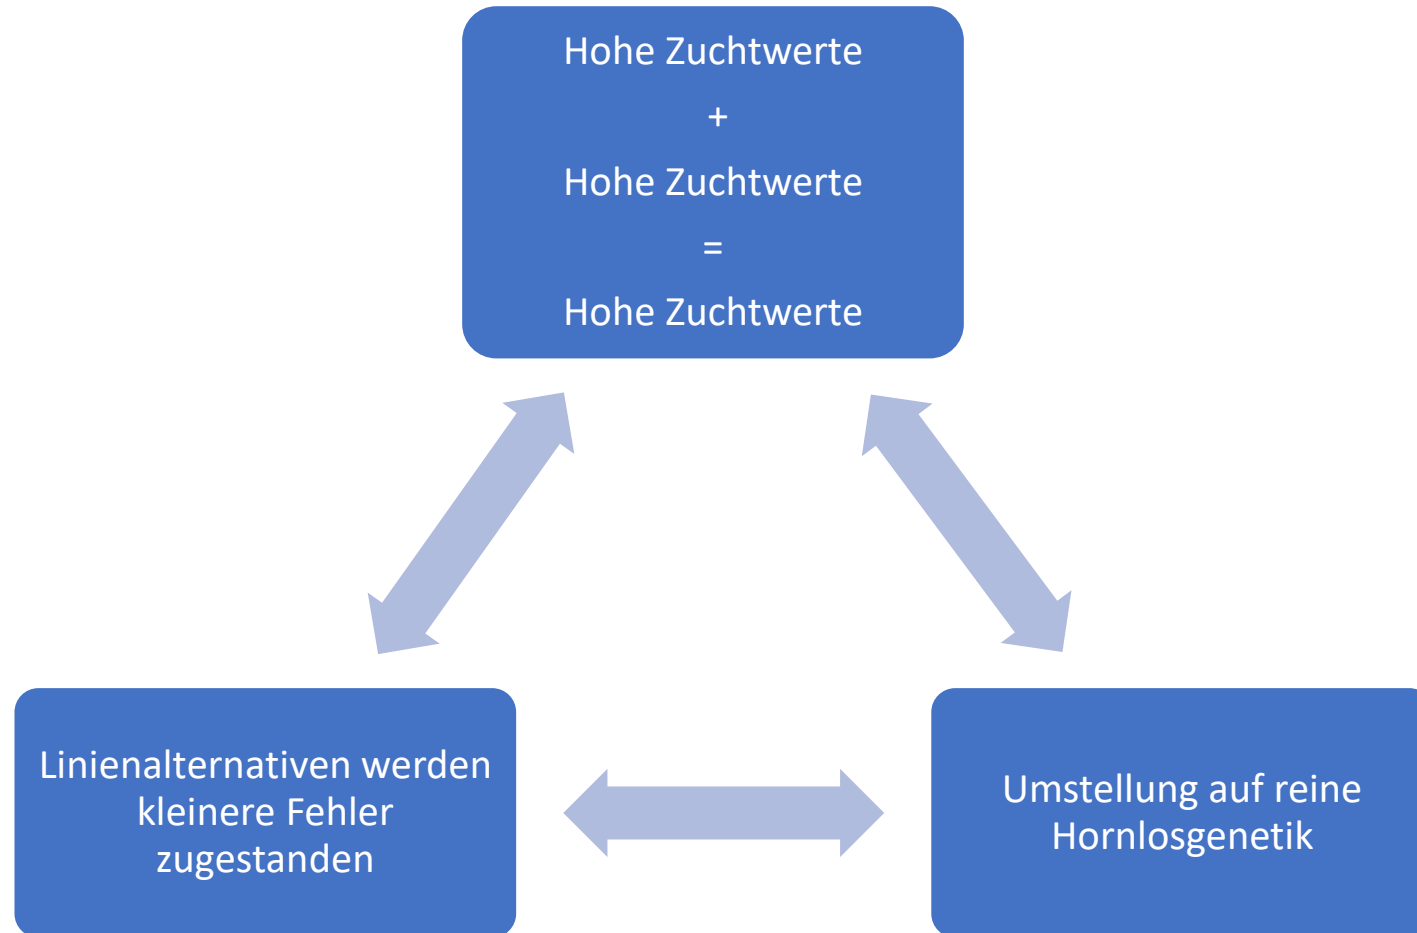 Hohe Zuchtwerte
+
Hohe Zuchtwerte
=
Hohe Zuchtwerte
Linienalternativen werden
kleinere Fehler
zugestanden
Umstellung auf reine
Hornlosgenetik